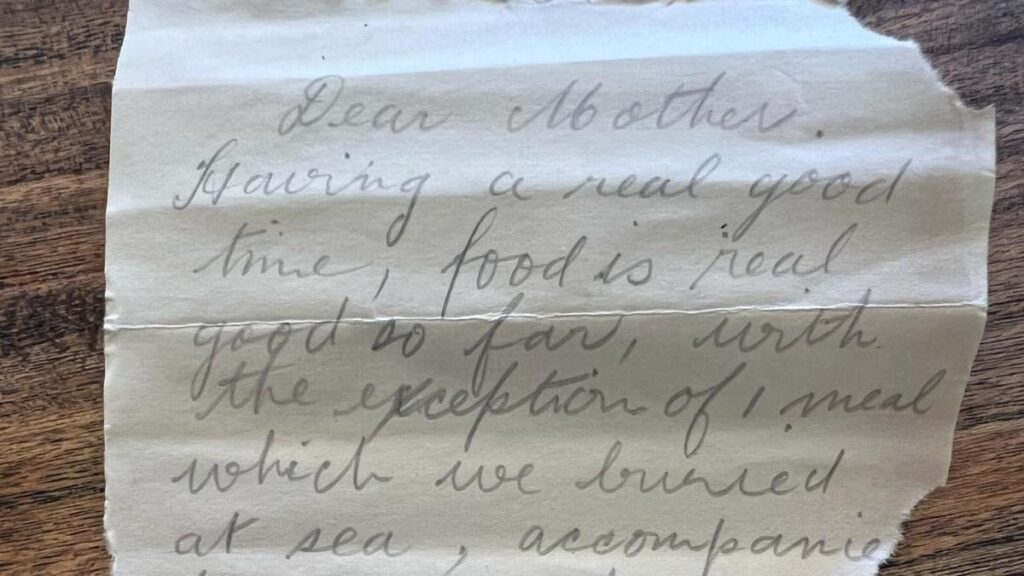 Dear Mother.
Having a real good
time, food is real
good so far, with
the exception of 1 meal
which we buried
at sea, accompanie